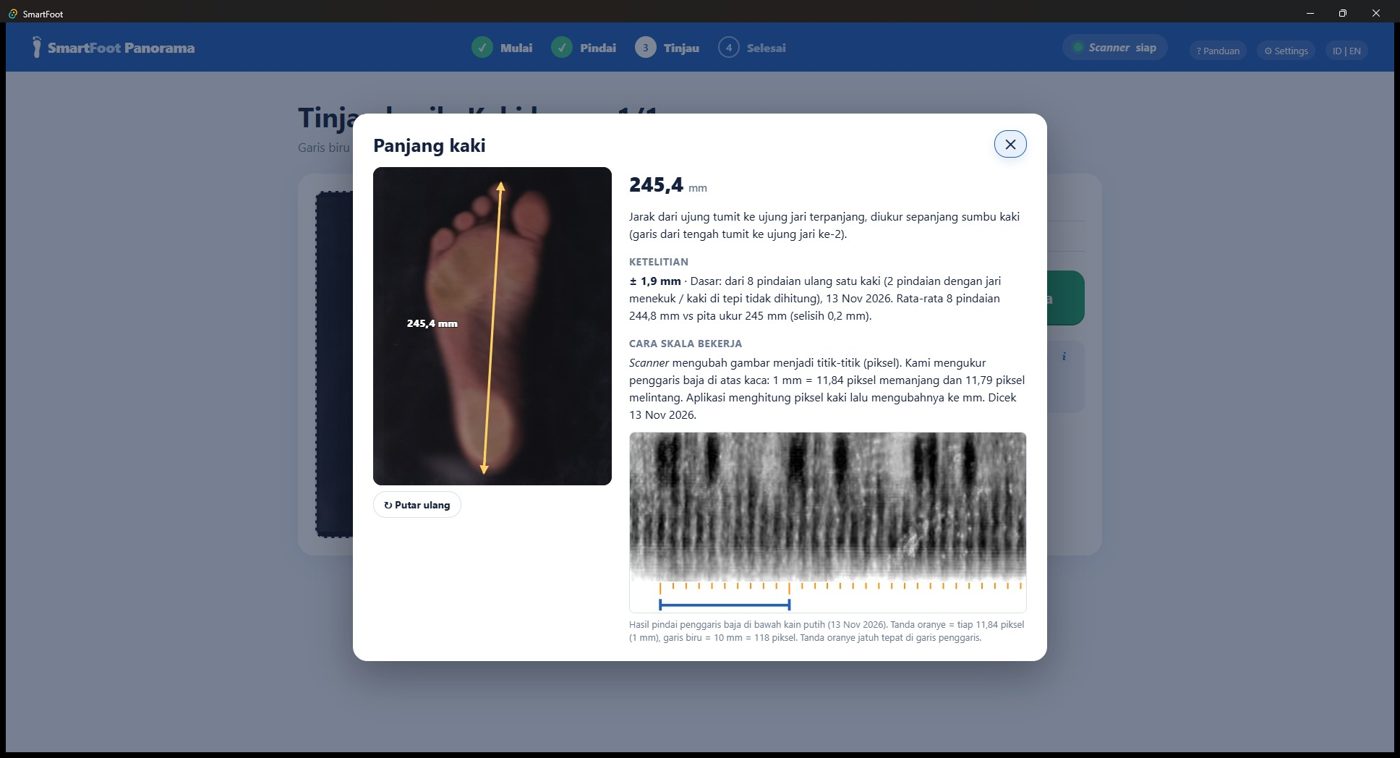 SmartFoot
SmartFoot Panorama
✓ Mulai
✓ Pindai
3 Tinjau
4 Selesai
Scanner siap
? Panduan
⚙ Settings
ID | EN
Garis biru
Panjang kaki
245,4 mm
245,4 mm
Jarak dari ujung tumit ke ujung jari terpanjang, diukur sepanjang sumbu kaki
(garis dari tengah tumit ke ujung jari ke-2).
KETELITIAN
± 1,9 mm · Dasar: dari 8 pindaian ulang satu kaki (2 pindaian dengan jari
menekuk / kaki di tepi tidak dihitung), 13 Nov 2026. Rata-rata 8 pindaian
244,8 mm vs pita ukur 245 mm (selisih 0,2 mm).
CARA SKALA BEKERJA
Scanner mengubah gambar menjadi titik-titik (piksel). Kami mengukur
penggaris baja di atas kaca: 1 mm = 11,84 piksel memanjang dan 11,79 piksel
melintang. Aplikasi menghitung piksel kaki lalu mengubahnya ke mm. Dicek
13 Nov 2026.
↻ Putar ulang
Hasil pindai penggaris baja di bawah kain putih (13 Nov 2026). Tanda oranye = tiap 11,84 piksel
(1 mm), garis biru = 10 mm = 118 piksel. Tanda oranye jatuh tepat di garis penggaris.